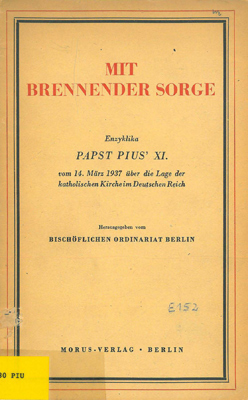 MIT
BRENNENDER SORGE
Enzyklika
PAPST PIUS' XI.
vom 14. März 1937 über die Lage der
katholischen Kirche im Deutschen Reich
Herausgegeben vom
BISCHÖFLICHEN ORDINARIAT BERLIN
E152
30 PIU
MORUS-VERLAG • BERLIN